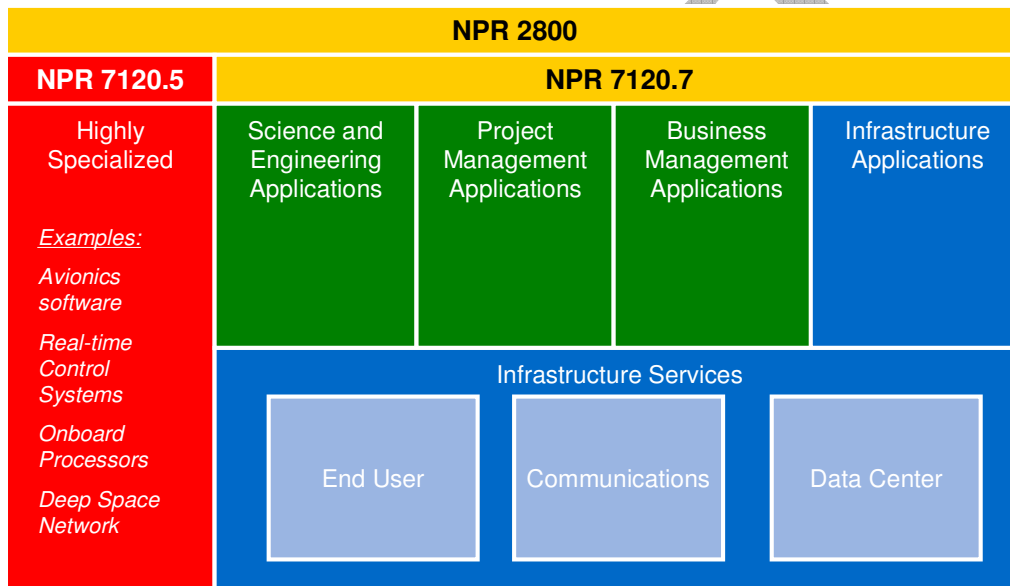 NPR 2800
NPR 7120.5
NPR 7120.7
Highly
Specialized
Examples:
Avionics
software
Real-time
Control
Systems
Onboard
Processors
Deep Space
Network
Science and
Engineering
Applications
Project
Management
Applications
Business
Management
Applications
Infrastructure
Applications
Infrastructure Services
End User
Communications
Data Center